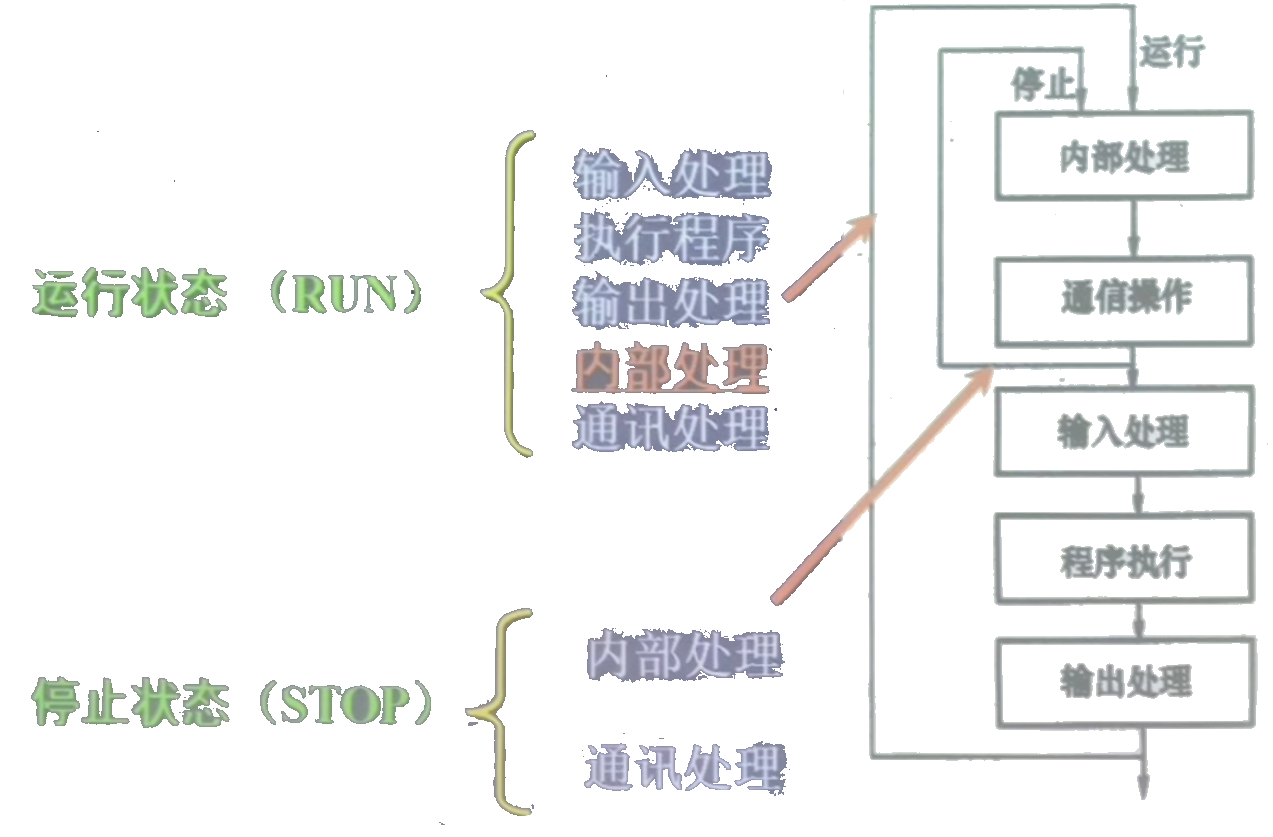 运行状态（RUN）
输入处理
执行程序
输出处理
内部处理
通讯处理
停止状态（STOP）
内部处理
通讯处理
运行
停止
内部处理
通信操作
输入处理
程序执行
输出处理